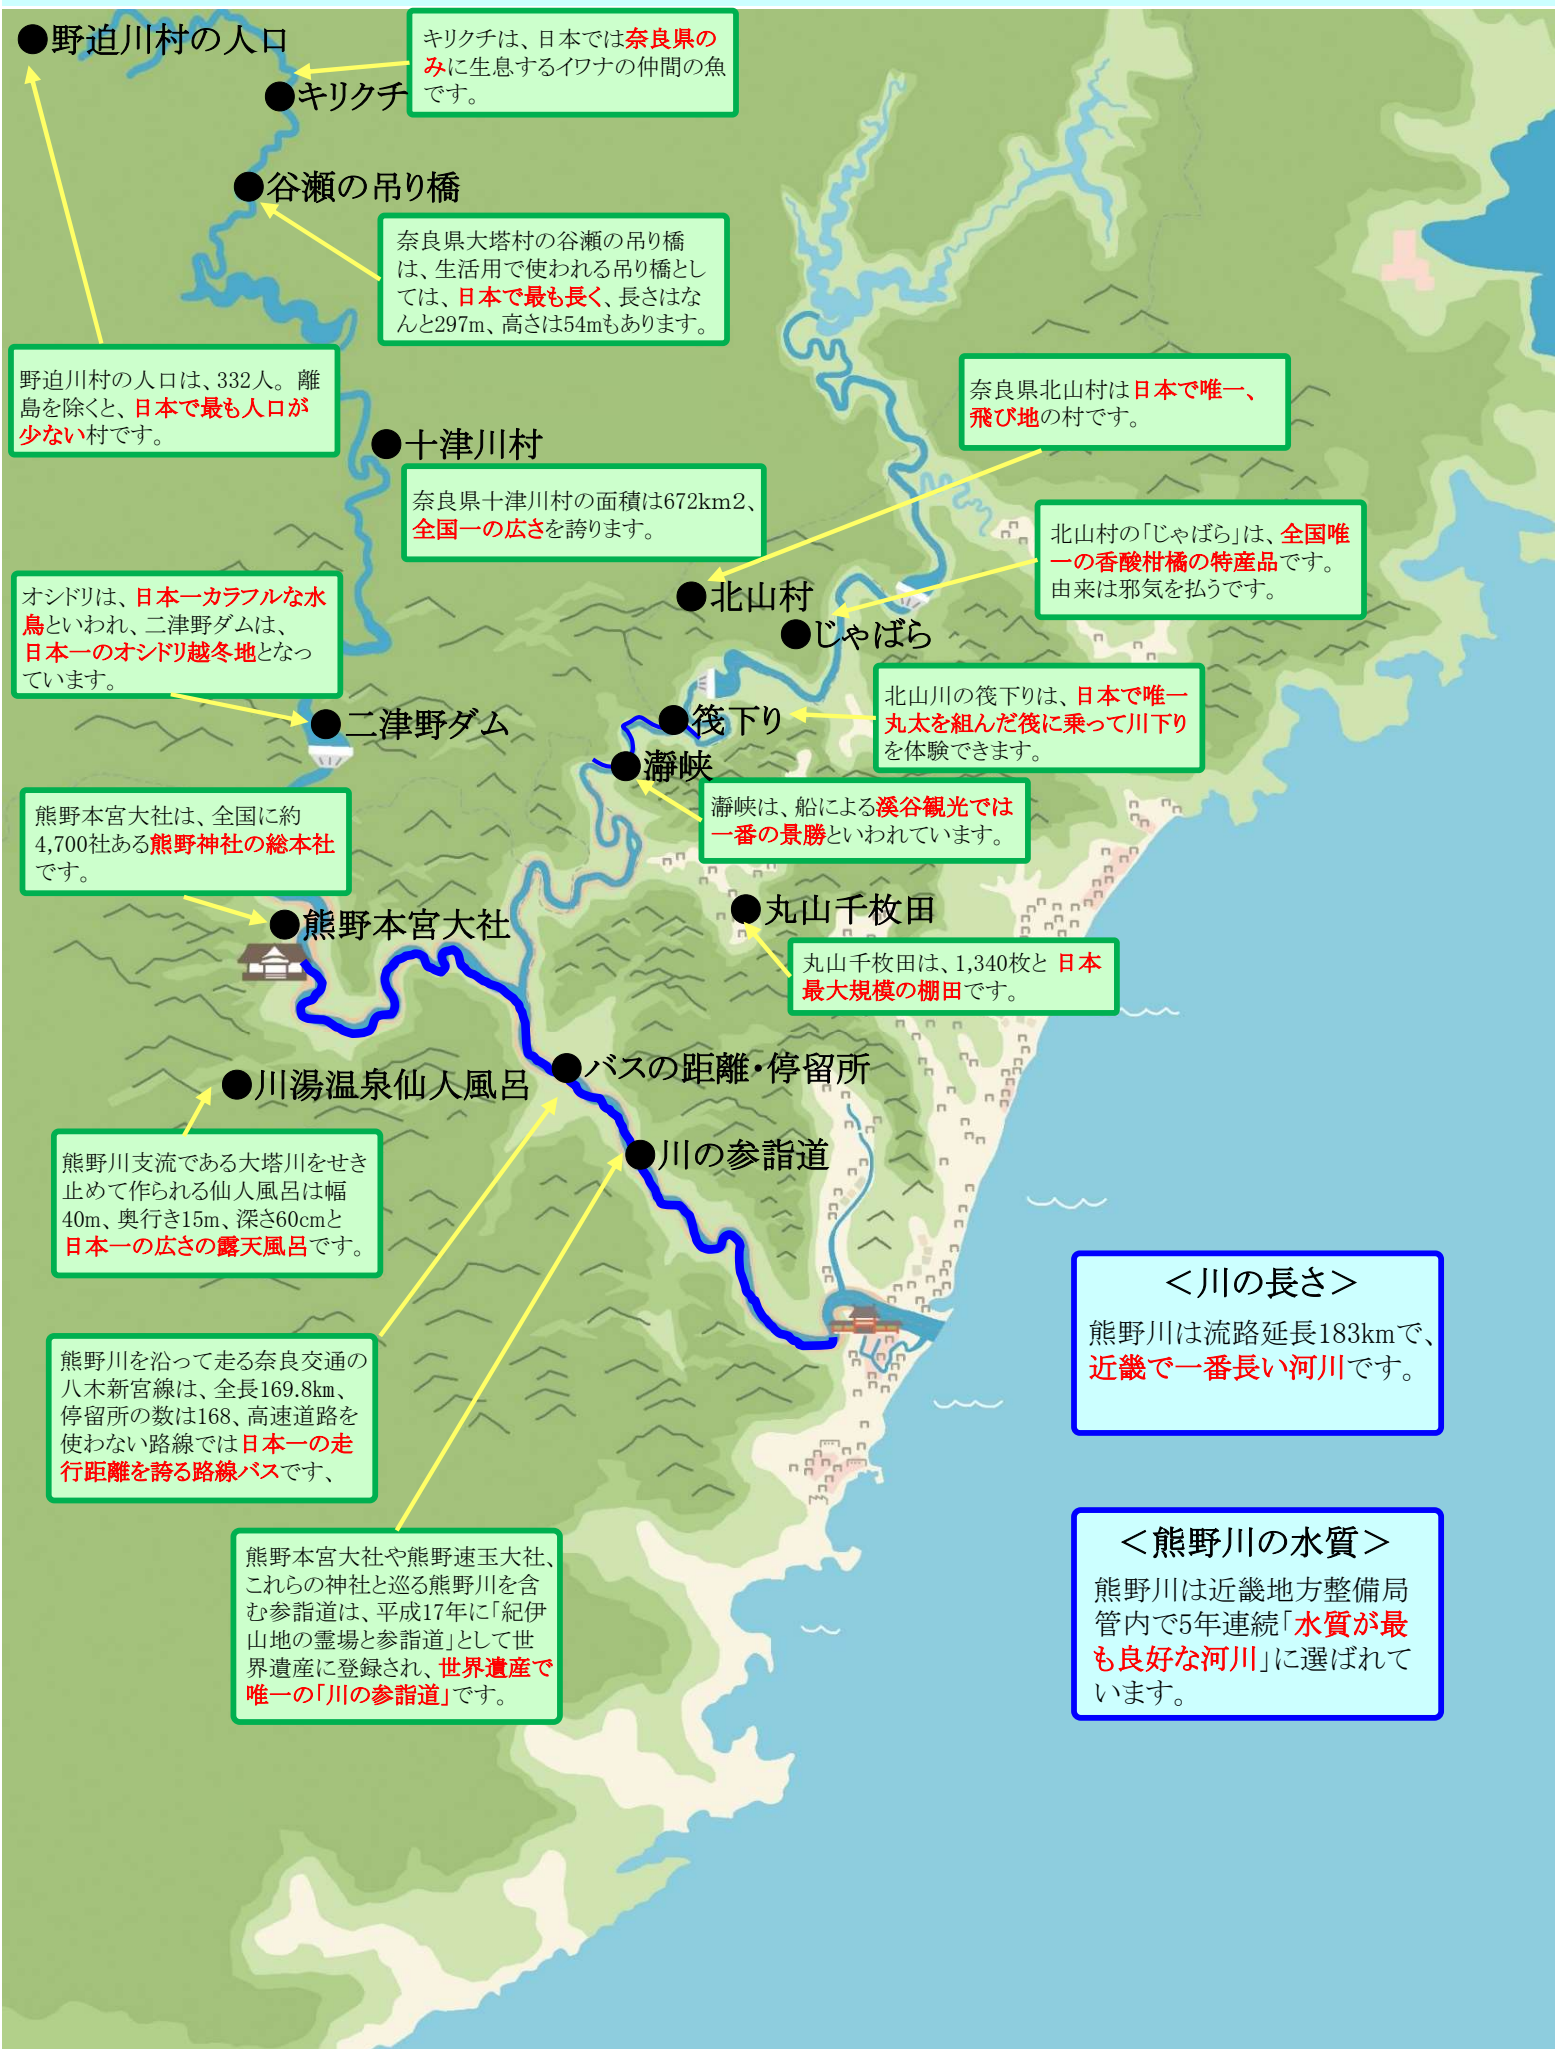 ●野迫川村の人口
キリクチは、日本では奈良県の
みに生息するイワナの仲間の魚
です。
●キリクチ
●谷瀬の吊り橋
奈良県大塔村の谷瀬の吊り橋
は、生活用で使われる吊り橋とし
ては、日本で最も長く、長さはな
んと297m、高さは54mもあります。
野迫川村の人口は、332人。離
島を除くと、日本で最も人口が
少ない村です。
奈良県北山村は日本で唯一、
飛び地の村です。
●十津川村
奈良県十津川村の面積は672km2、
全国一の広さを誇ります。
北山村の「じゃばら」は、全国唯
一の香酸柑橘の特産品です。
由来は邪気を払うです。
オシドリは、日本一カラフルな水
鳥といわれ、二津野ダムは、
日本一のオシドリ越冬地となっ
ています。
●北山村
●じゃばら
●二津野ダム
●筏下り
北山川の筏下りは、日本で唯一
丸太を組んだ筏に乗って川下り
を体験できます。
●瀞峡
瀞峡は、船による渓谷観光では
一番の景勝といわれています。
熊野本宮大社は、全国に約
4,700社ある熊野神社の総本社
です。
●熊野本宮大社
●丸山千枚田
丸山千枚田は、1,340枚と 日本
最大規模の棚田です。
●バスの距離・停留所
●川湯温泉仙人風呂
●川の参詣道
熊野川支流である大塔川をせき
止めて作られる仙人風呂は幅
40m、奥行き15m、深さ60cmと
日本一の広さの露天風呂です。
＜川の長さ＞
熊野川は流路延長183kmで、
近畿で一番長い河川です。
熊野川を沿って走る奈良交通の
八木新宮線は、全長169.8㎞、
停留所の数は168、高速道路を
使わない路線では日本一の走
行距離を誇る路線バスです、
＜熊野川の水質＞
熊野川は近畿地方整備局
管内で5年連続「水質が最
も良好な河川」に選ばれて
います。
熊野本宮大社や熊野速玉大社、
これらの神社と巡る熊野川を含
む参詣道は、平成17年に「紀伊
山地の霊場と参詣道」として世
界遺産に登録され、世界遺産で
唯一の「川の参詣道」です。